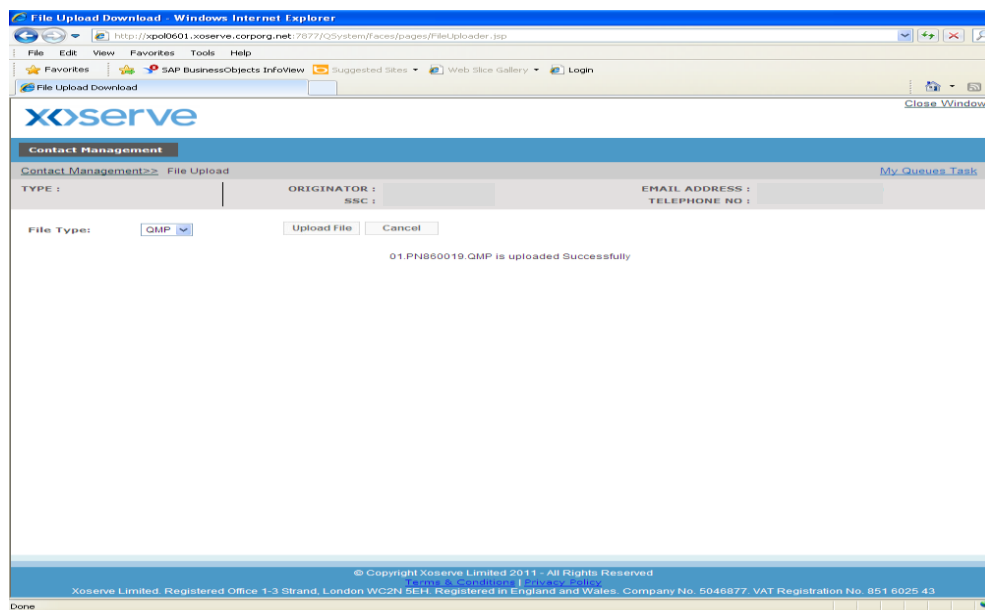 File Upload Download - Windows Internet Explorer
http://xpol0601.xoserve.corporg.net:7877/QSystem/faces/pages/FileUploader.jsp
File Edit View Favorites Tools Help
Favorites SAP BusinessObjects InfoView Suggested Sites Web Slice Gallery Login
File Upload Download
Close Window
xoserve
Contact Management
Contact Management>> File Upload My Queues Task
TYPE : ORIGINATOR : EMAIL ADDRESS :
SSC : TELEPHONE NO :
File Type: QMP Upload File Cancel
01.PN860019.QMP is uploaded Successfully
© Copyright Xoserve Limited 2011 - All Rights Reserved
Terms & Conditions | Privacy Policy
Xoserve Limited. Registered Office 1-3 Strand, London WC2N 5EH. Registered in England and Wales. Company No. 5046877. VAT Registration No. 851 6025 43
Done